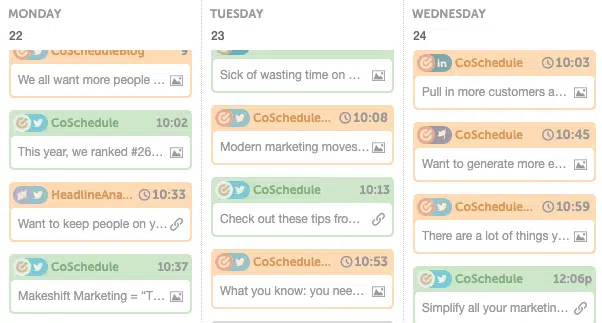 MONDAY
22
CoScheduleBlog 9
We all want more people ...
CoSchedule 10:02
This year, we ranked #26...
HeadlineAna... 10:33
Want to keep people on y...
CoSchedule 10:37
Makeshift Marketing = “T...
TUESDAY
23
Sick of wasting time on ...
CoSchedule... 10:08
Modern marketing moves...
CoSchedule 10:13
Check out these tips fro...
CoSchedule... 10:53
What you know: you nee...
WEDNESDAY
24
in CoSchedule 10:03
Pull in more customers a...
CoSchedule 10:45
Want to generate more e...
CoSchedule... 10:59
There are a lot of things y...
CoSchedule 12:06p
Simplify all your marketin...